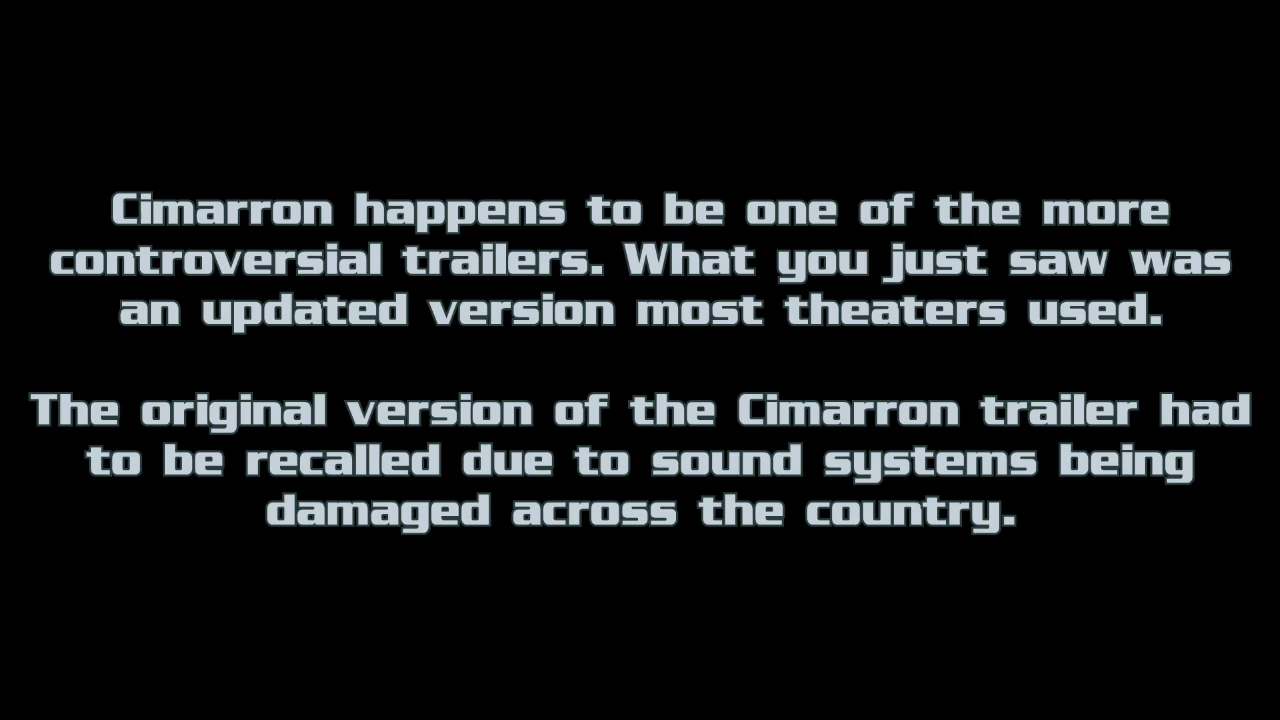 Cimarron happens to be one of the more
controversial trailers. What you just saw was
an updated version most theaters used.
The original version of the Cimarron trailer had
to be recalled due to sound systems being
damaged across the country.